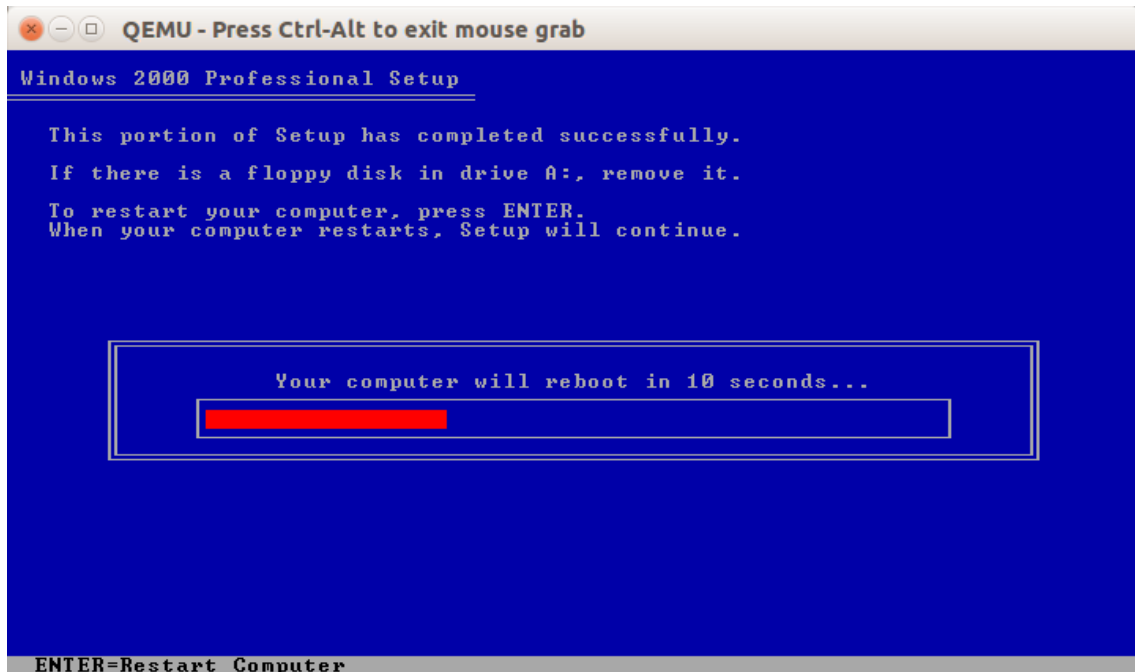 QEMU - Press Ctrl-Alt to exit mouse grab
Windows 2000 Professional Setup
This portion of Setup has completed successfully.
If there is a floppy disk in drive A:, remove it.
To restart your computer, press ENTER.
When your computer restarts, Setup will continue.
Your computer will reboot in 10 seconds...
ENTER=Restart Computer